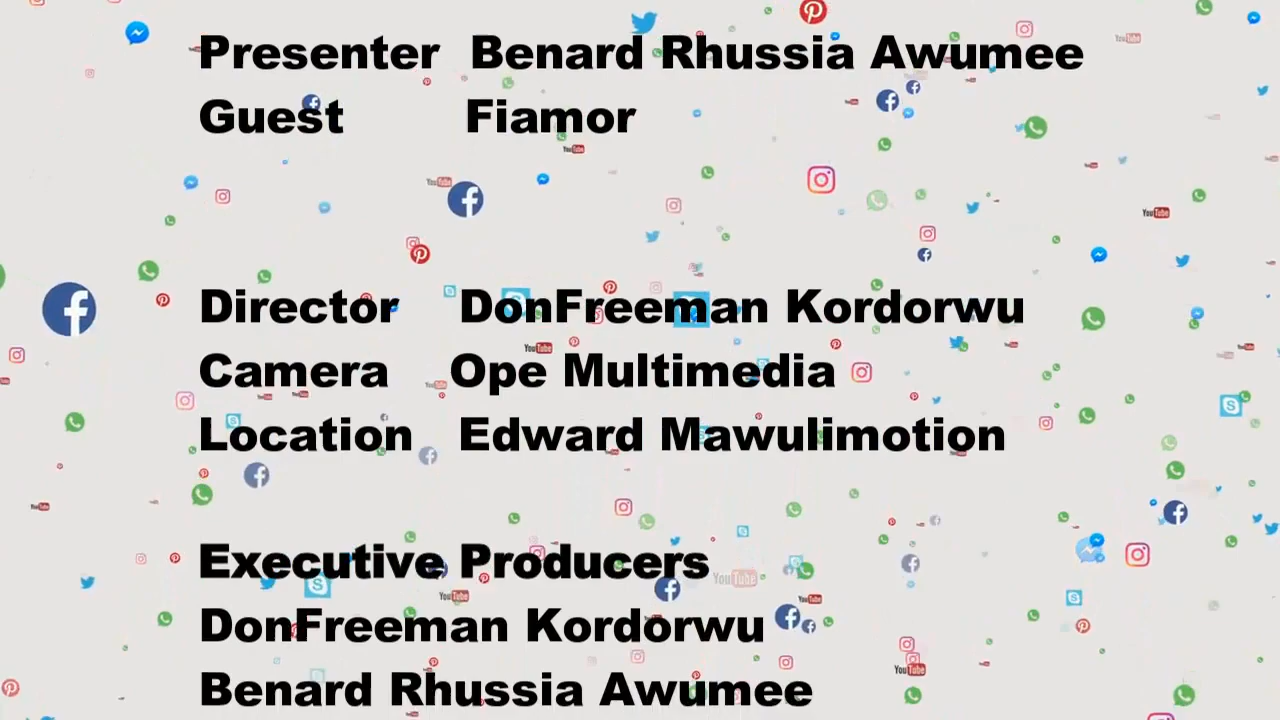 Presenter Benard Rhussia Awumee
Guest Fiamor
Director DonFreeman Kordorwu
Camera Ope Multimedia
Location Edward Mawulimotion
Executive Producers
DonFreeman Kordorwu
Benard Rhussia Awumee